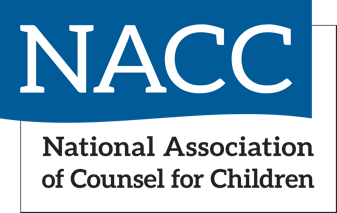 NACC
National Association
of Counsel for Children